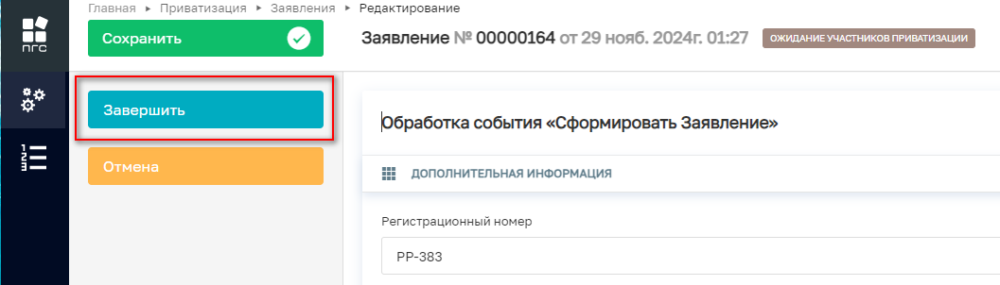 Главная ▸ Приватизация ▸ Заявления ▸ Редактирование
пгс
Сохранить
Заявление № 00000164 от 29 нояб. 2024г. 01:27
ОЖИДАНИЕ УЧАСТНИКОВ ПРИВАТИЗАЦИИ
Завершить
Отмена
Обработка события «Сформировать Заявление»
ДОПОЛНИТЕЛЬНАЯ ИНФОРМАЦИЯ
Регистрационный номер
РР-383